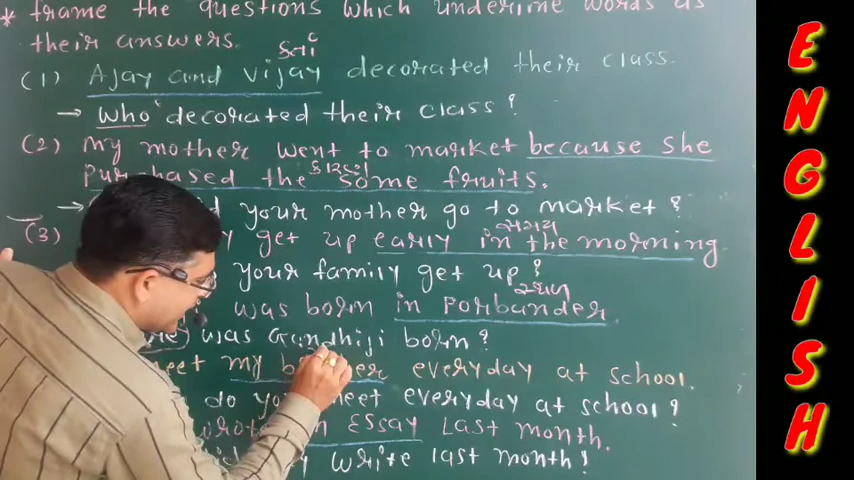 * frame the questions which underline words as
their answers.
(1) Ajay and Vijay decorated their class.
→ Who decorated their class?
(2) My mother went to market because she
purchased the some fruits.
→ your mother go to market?
(3) get up early in the morning
your family get up?
was born in Porbander
was Gandhiji born?
meet my everyday at school.
do you meet everyday at school?
wrote an Essay Last month.
write last month?
ENGLISH